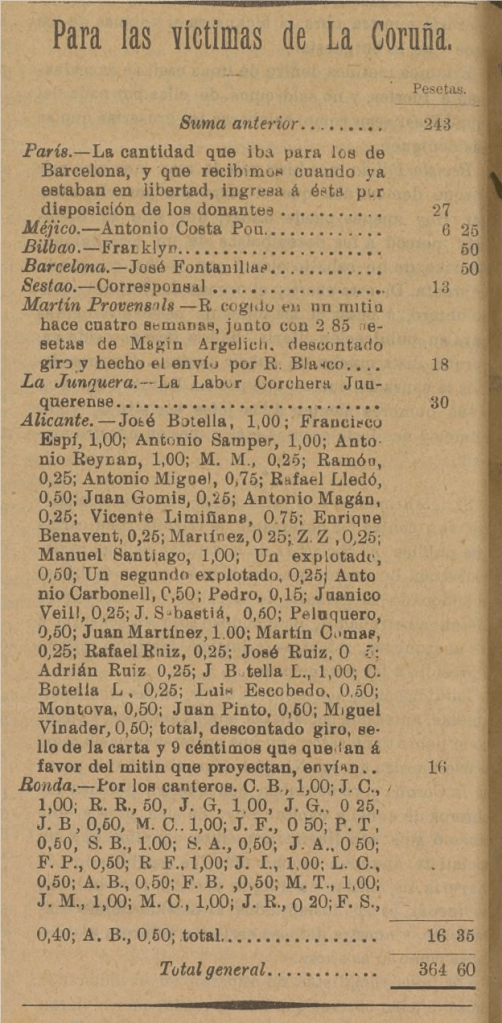 Para las víctimas de La Coruña.
Pesetas.
Suma anterior......... 243
París.—La cantidad que iba para los de
Barcelona, y que recibimos cuando ya
estaban en libertad, ingresa á ésta por
disposición de los donantes ........... 27
Méjico.—Antonio Costa Pou............. 6 25
Bilbao.—Franklyn...................... 50
Barcelona.—José Fontanillas........... 50
Sestao.—Corresponsal ................. 13
Martín Provensals—R cogido en un mitin
hace cuatro semanas, junto con 2 85 pe-
setas de Magin Argelich, descontado
giro y hecho el envío por R. Blasco.... 18
La Junquera.—La Labor Corchera Jun-
querense.............................. 30
Alicante.—José Botella, 1,00; Francisco
Espí, 1,00; Antonio Samper, 1,00; Anto-
nio Reynan, 1,00; M. M., 0,25; Ramón,
0,25; Antonio Miguel, 0,75; Rafael Lledó,
0,50; Juan Gomis, 0,25; Antonio Magán,
0,25; Vicente Limiñana, 0.75; Enrique
Benavent, 0,25; Martínez, 0 25; Z. Z , 0,25;
Manuel Santiago, 1,00; Un explotado,
0,50; Un segundo explotado, 0,25; Anto
nio Carbonell, 0,50; Pedro, 0,15; Juanico
Veill, 0,25; J. Sebastiá, 0,50; Peluquero,
0,50; Juan Martínez, 1.00; Martín Comas,
0,25; Rafael Ruiz, 0,25; José Ruiz,
Adrián Ruiz 0,25; J B tella L., 1,00; C.
Botella L , 0,25; Luis Escobedo, 0.50;
Montova, 0,50; Juan Pinto, 0,50; Miguel
Vinader, 0,50; total, descontado giro, se-
llo de la carta y 9 céntimos que quedan á
favor del mitin que proyectan, envían.. 16
Ronda.—Por los canteros. C. B., 1,00; J. C.,
1,00; R. R., 50, J. G, 1,00, J. G.. 0 25,
J. B, 0,50, M. C.. 1,00; J. F., 0 50; P. T ,
0,50, S. B., 1.00; S. A., 0,50; J. A.. 0 50;
F. P., 0,50; R F., 1,00; J. I., 1.00; L. C.,
0,50; A. B., 0,50; F. B. ,0,50; M. T., 1,00;
J. M., 1,00; M. C., 1,00; J. R., 0 20; F. S.,
0,40; A. B., 0,50; total................. 16 35
Total general............ 364 60